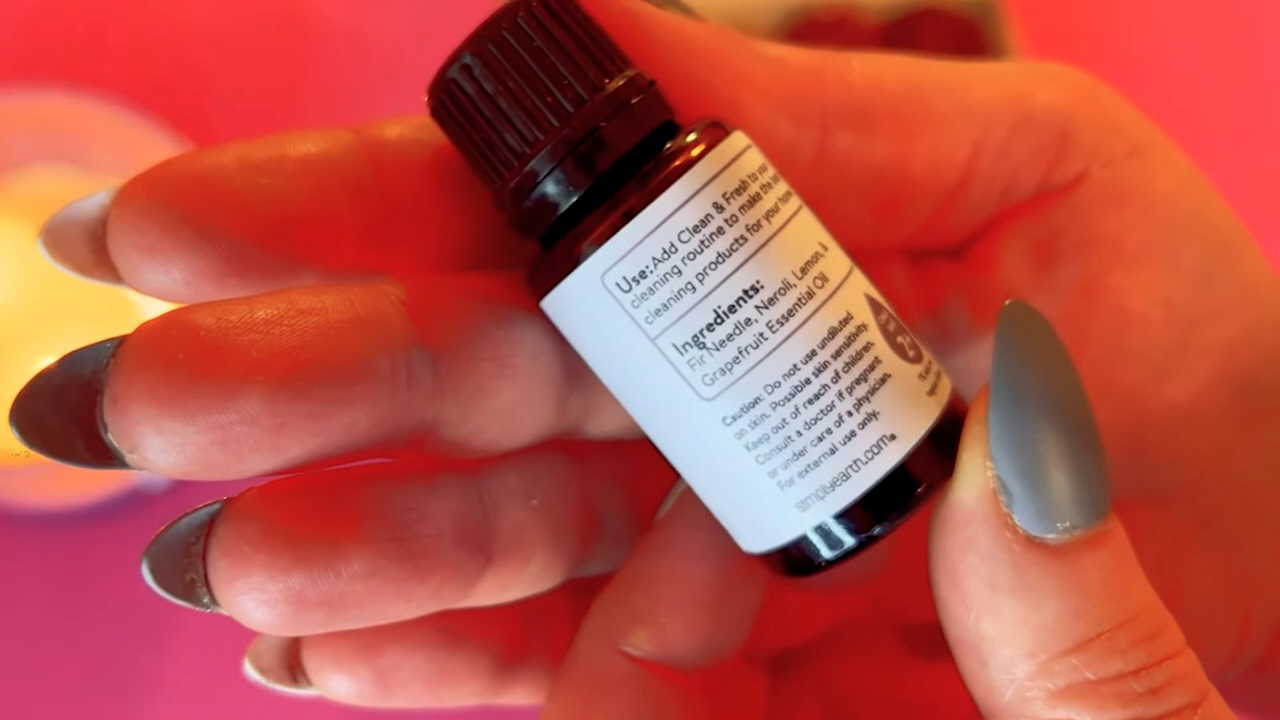 Use: Add Clean & Fresh to
cleaning routine to make the
cleaning products for your home
Ingredients:
Fir Needle, Neroli, Lemon,
Grapefruit Essential Oil
Caution: Do not use undiluted
on skin. Possible skin sensitivity.
Keep out of reach of children.
Consult a doctor if pregnant
or under care of a physician.
For external use only.
simplyearth.com